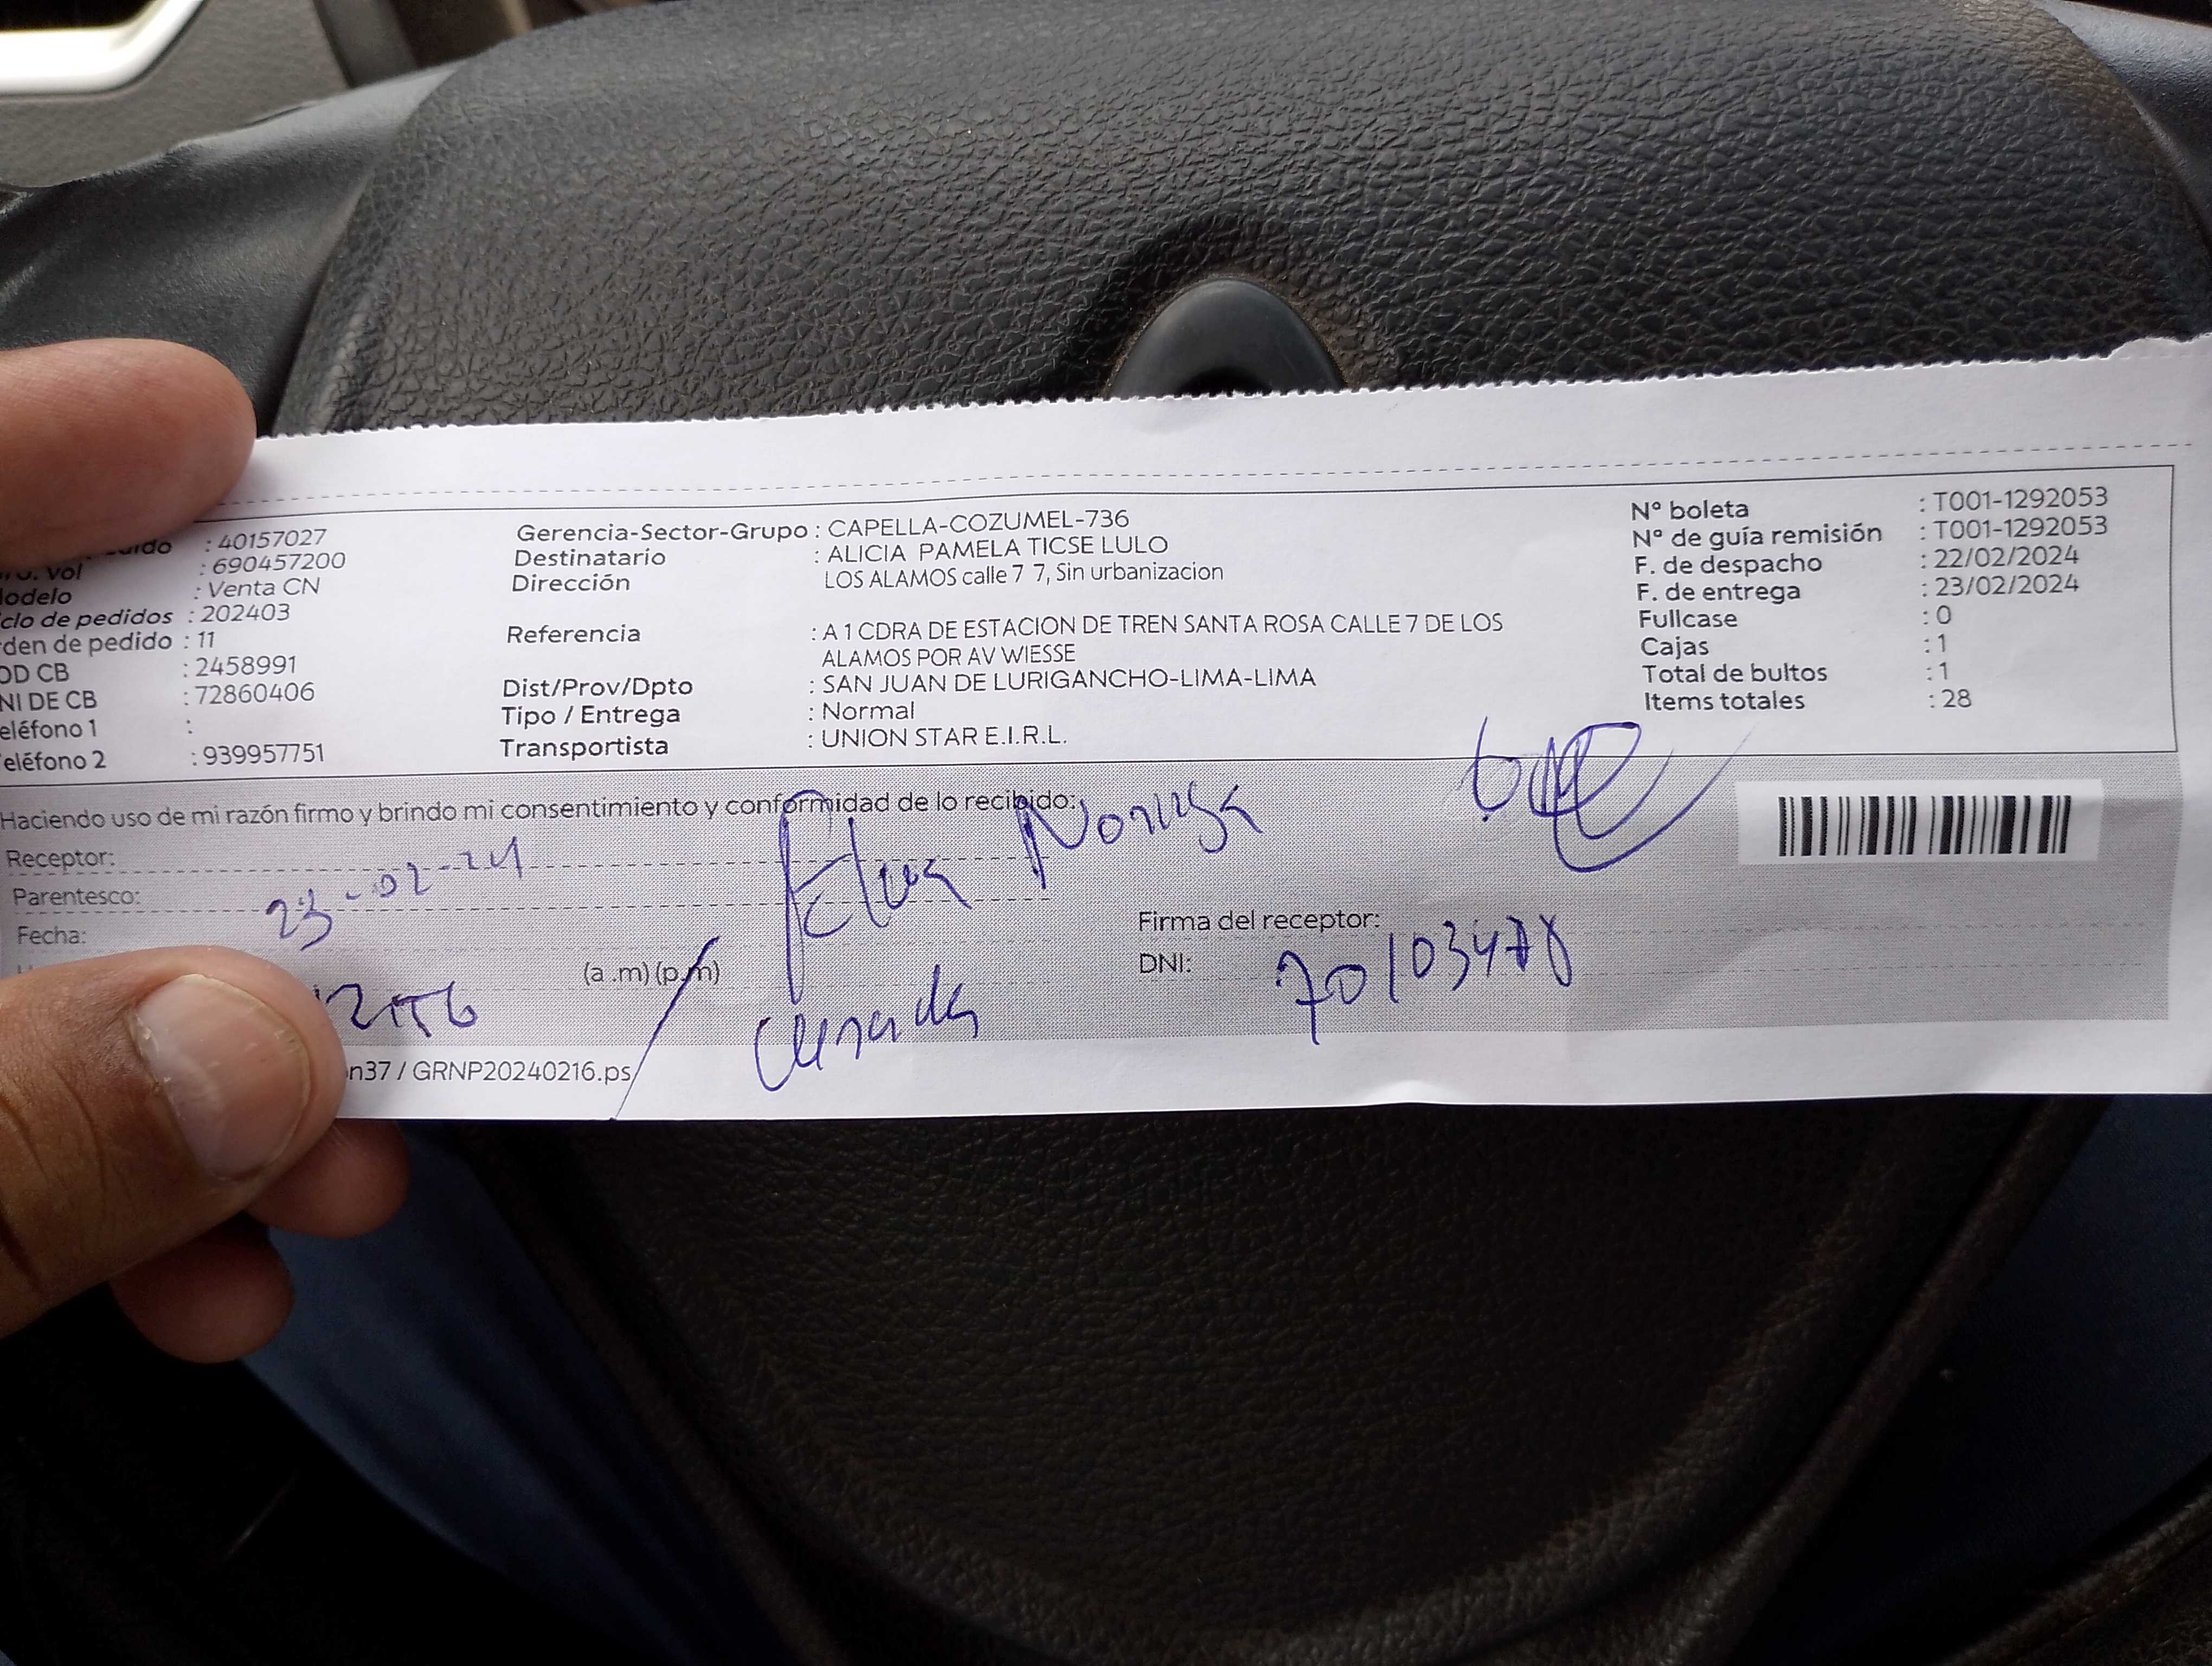 : 40157027
: 690457200
: Venta CN
clo de pedidos : 202403
den de pedido : 11
OD CB : 2458991
NI DE CB : 72860406
eléfono 1 :
eléfono 2 : 939957751
Gerencia-Sector-Grupo : CAPELLA-COZUMEL-736
Destinatario : ALICIA PAMELA TICSE LULO
Dirección LOS ALAMOS calle 7 7, Sin urbanizacion
Referencia : A 1 CDRA DE ESTACION DE TREN SANTA ROSA CALLE 7 DE LOS
ALAMOS POR AV WIESSE
Dist/Prov/Dpto : SAN JUAN DE LURIGANCHO-LIMA-LIMA
Tipo / Entrega : Normal
Transportista : UNION STAR E.I.R.L.
N° boleta : T001-1292053
N° de guía remisión : T001-1292053
F. de despacho : 22/02/2024
F. de entrega : 23/02/2024
Fullcase : 0
Cajas : 1
Total de bultos : 1
Items totales : 28
Haciendo uso de mi razón firmo y brindo mi consentimiento y conformidad de lo recibido:
Receptor:
Parentesco:
Fecha: 23-02-24
(a .m) (p.m)
Firma del receptor:
DNI:
n37 / GRNP20240216.ps